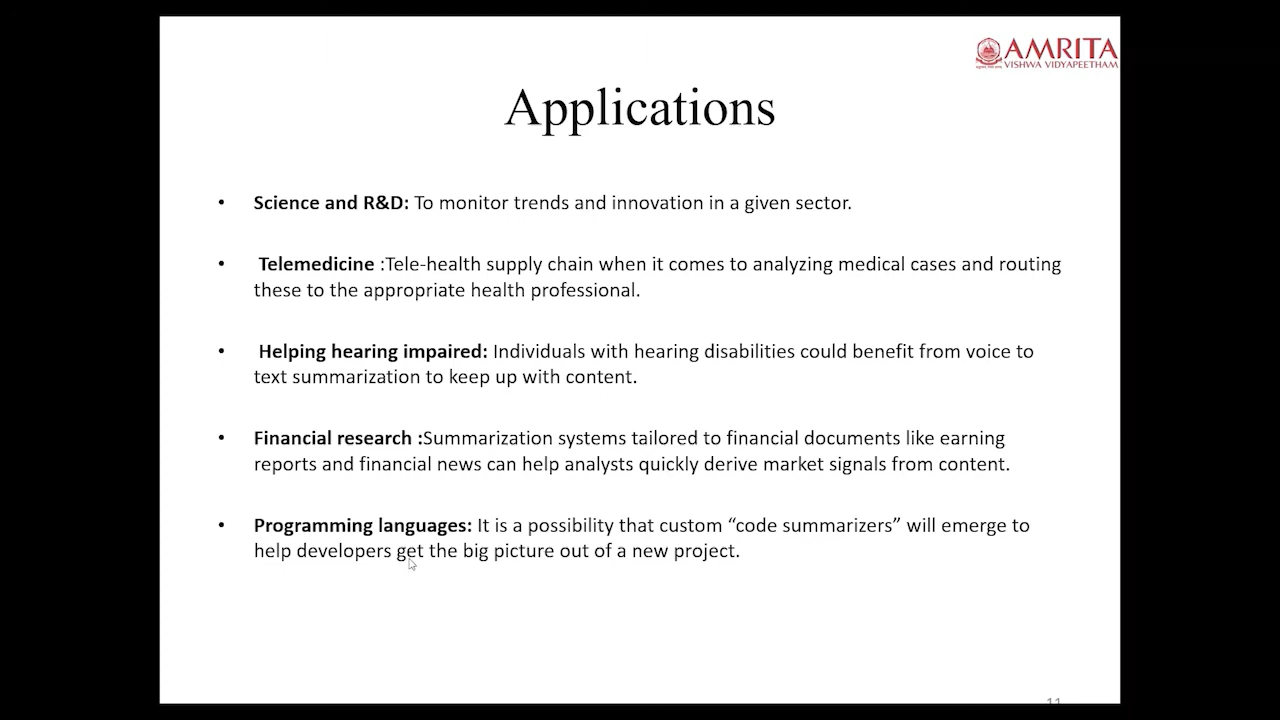 AMRITA
VISHWA VIDYAPEETHAM
Applications
• Science and R&D: To monitor trends and innovation in a given sector.
• Telemedicine :Tele-health supply chain when it comes to analyzing medical cases and routing
these to the appropriate health professional.
• Helping hearing impaired: Individuals with hearing disabilities could benefit from voice to
text summarization to keep up with content.
• Financial research :Summarization systems tailored to financial documents like earning
reports and financial news can help analysts quickly derive market signals from content.
• Programming languages: It is a possibility that custom “code summarizers” will emerge to
help developers get the big picture out of a new project.
11